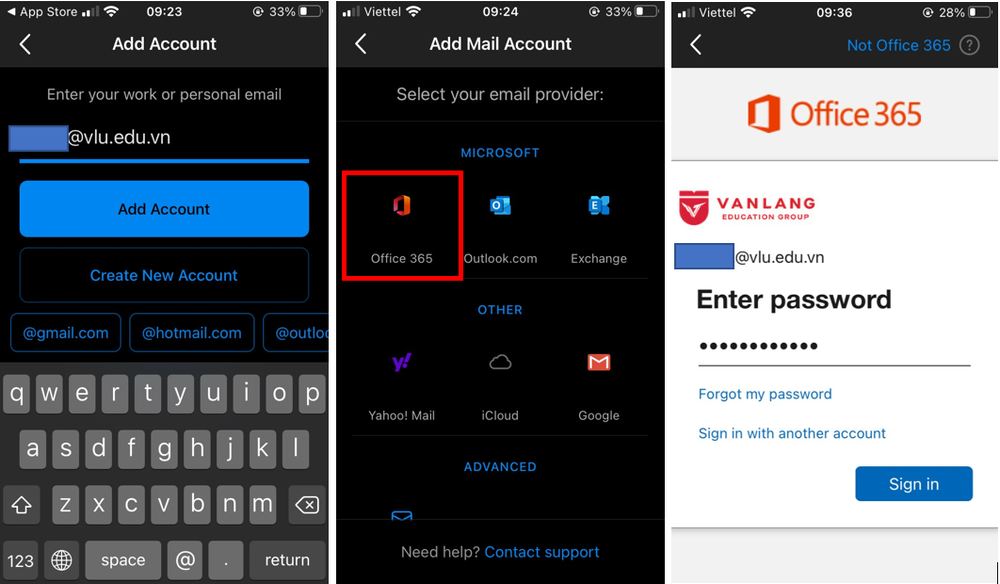 App Store 09:23 33%
Add Account
Enter your work or personal email
@vlu.edu.vn
Add Account
Create New Account
@gmail.com @hotmail.com @outloo
q w e r t y u i o p
a s d f g h j k l
z x c v b n m
123 space @ . return
Viettel 09:24 33%
Add Mail Account
Select your email provider:
MICROSOFT
Office 365 Outlook.com Exchange
OTHER
Yahoo! Mail iCloud Google
ADVANCED
Need help? Contact support
Viettel 09:36 28%
Not Office 365 ?
Office 365
VANLANG
EDUCATION GROUP
@vlu.edu.vn
Enter password
Forgot my password
Sign in with another account
Sign in